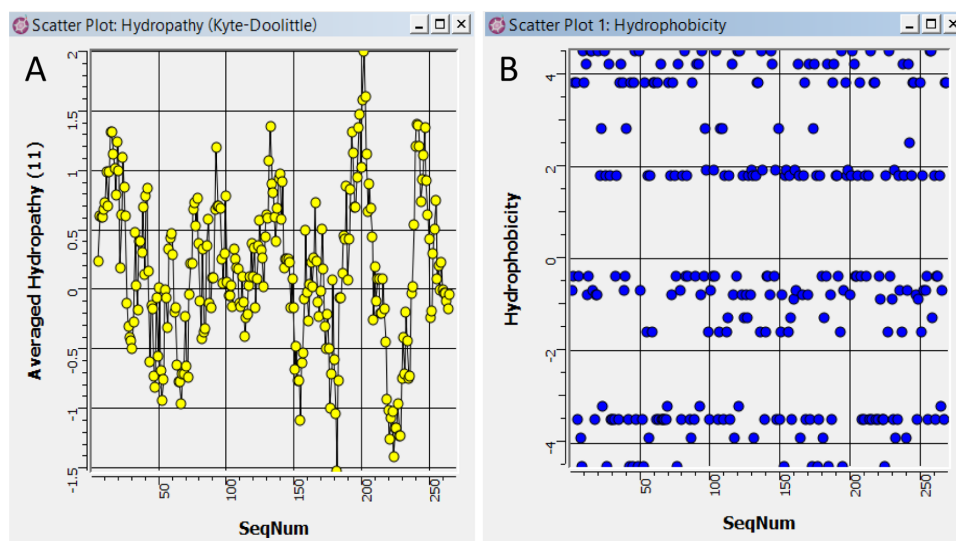 Scatter Plot: Hydropathy (Kyte-Doolittle)
A
2
1.5
1
0.5
0
-0.5
-1
-1.5
Averaged Hydropathy (11)
50
100
150
200
250
SeqNum
Scatter Plot 1: Hydrophobicity
B
4
2
0
-2
-4
Hydrophobicity
50
100
150
200
250
SeqNum